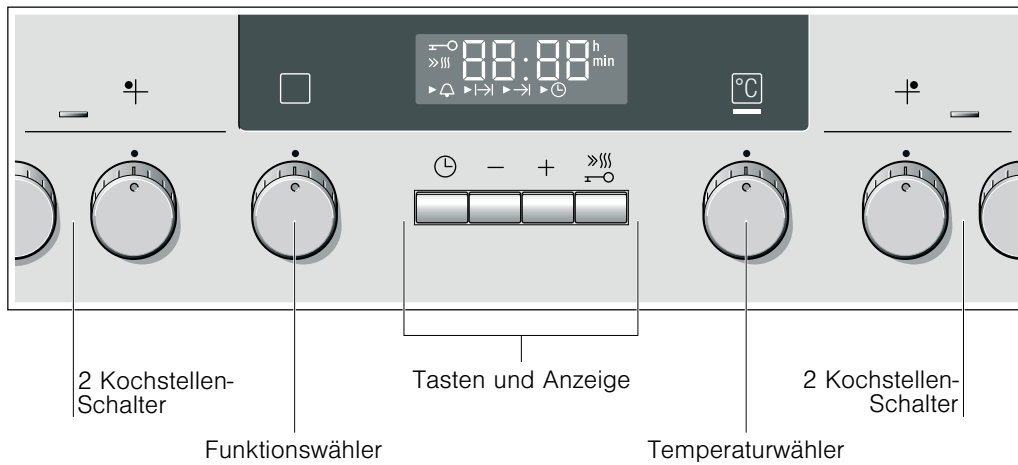 88:88 h
min
°C
2 Kochstellen-
Schalter
Tasten und Anzeige
2 Kochstellen-
Schalter
Funktionswähler
Temperaturwähler